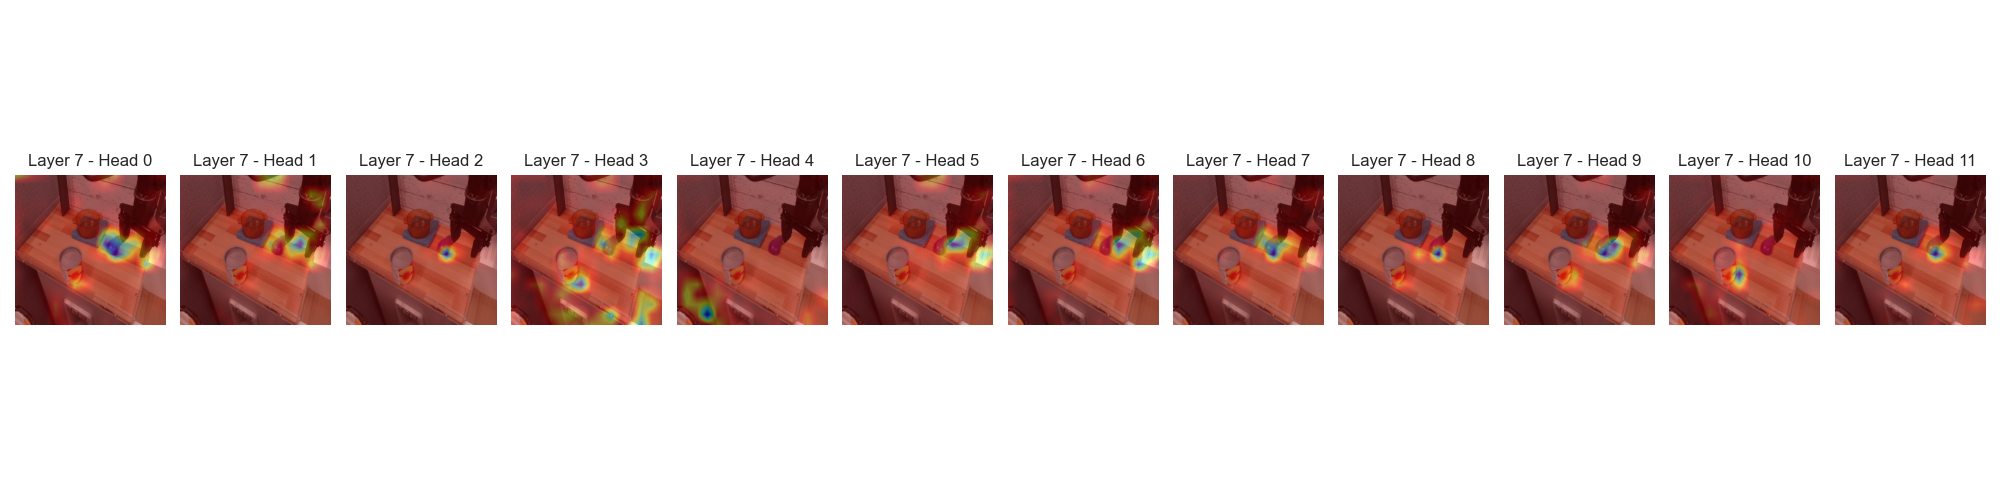 Layer 7 - Head 0
Layer 7 - Head 1
Layer 7 - Head 2
Layer 7 - Head 3
Layer 7 - Head 4
Layer 7 - Head 5
Layer 7 - Head 6
Layer 7 - Head 7
Layer 7 - Head 8
Layer 7 - Head 9
Layer 7 - Head 10
Layer 7 - Head 11